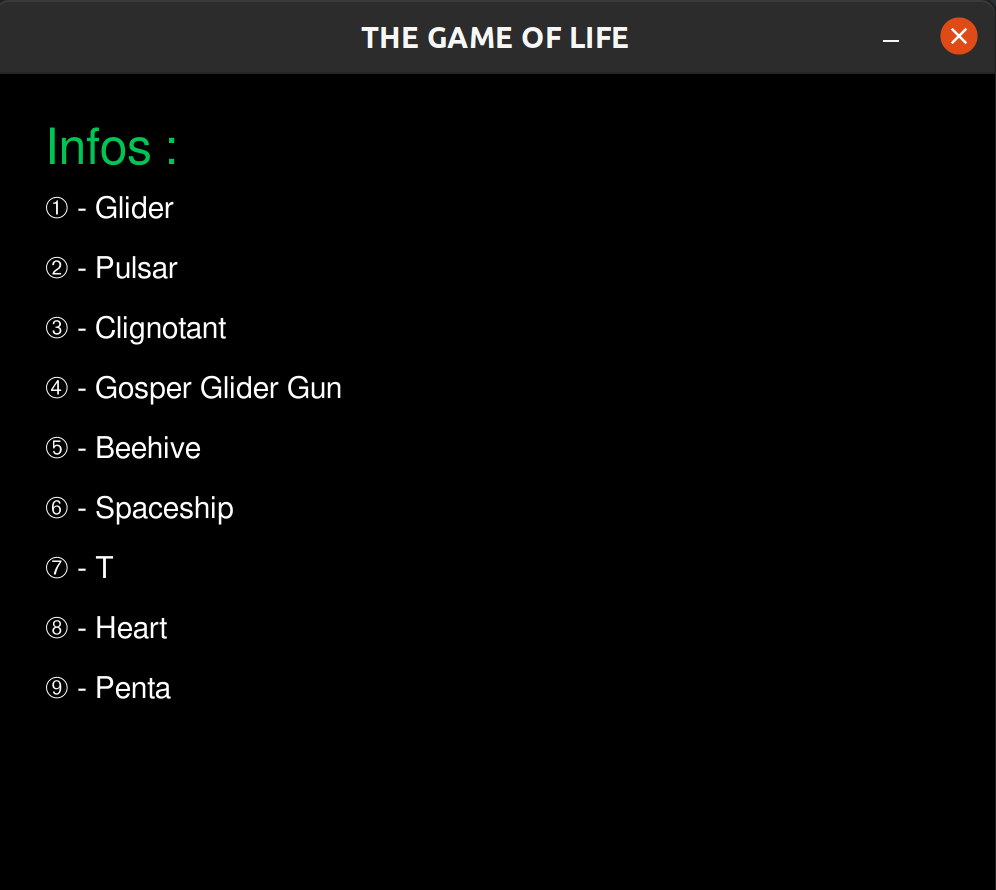 THE GAME OF LIFE
Infos :
① - Glider
② - Pulsar
③ - Clignotant
④ - Gosper Glider Gun
⑤ - Beehive
⑥ - Spaceship
⑦ - T
⑧ - Heart
⑨ - Penta